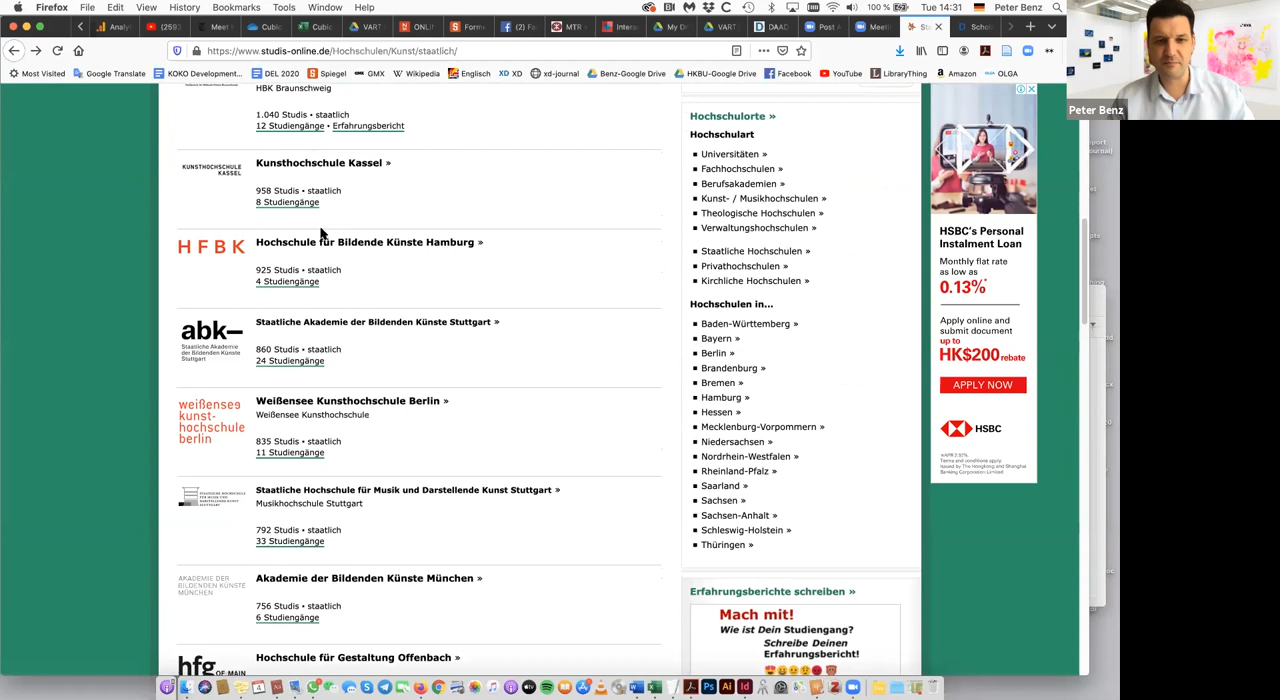 Firefox File Edit View History Bookmarks Tools Window Help 100 % Tue 14:31 Peter Benz
https://www.studis-online.de/Hochschulen/Kunst/staatlich/
Most Visited Google Translate KOKO Development... DEL 2020 Spiegel GMX Wikipedia Englisch XD xd-journal Benz-Google Drive HKBU-Google Drive Facebook YouTube LibraryThing Amazon OLGA
Peter Benz
HBK Braunschweig
1.040 Studis • staatlich
12 Studiengänge • Erfahrungsbericht
KUNSTHOCHSCHULE
KASSEL
Kunsthochschule Kassel »
958 Studis • staatlich
8 Studiengänge
HFBK
Hochschule für Bildende Künste Hamburg »
925 Studis • staatlich
4 Studiengänge
abk–
Staatliche Akademie
der Bildenden Künste
Stuttgart
Staatliche Akademie der Bildenden Künste Stuttgart »
860 Studis • staatlich
24 Studiengänge
weißensee
kunst-
hochschule
berlin
Weißensee Kunsthochschule Berlin »
Weißensee Kunsthochschule
835 Studis • staatlich
11 Studiengänge
Staatliche Hochschule für Musik und Darstellende Kunst Stuttgart »
Musikhochschule Stuttgart
792 Studis • staatlich
33 Studiengänge
AKADEMIE DER
BILDENDEN KÜNSTE
MÜNCHEN
Akademie der Bildenden Künste München »
756 Studis • staatlich
6 Studiengänge
hfg OF MAIN
Hochschule für Gestaltung Offenbach »
Hochschulorte »
Hochschulart
Universitäten »
Fachhochschulen »
Berufsakademien »
Kunst- / Musikhochschulen »
Theologische Hochschulen »
Verwaltungshochschulen »
Staatliche Hochschulen »
Privathochschulen »
Kirchliche Hochschulen »
Hochschulen in...
Baden-Württemberg »
Bayern »
Berlin »
Brandenburg »
Bremen »
Hamburg »
Hessen »
Mecklenburg-Vorpommern »
Niedersachsen »
Nordrhein-Westfalen »
Rheinland-Pfalz »
Saarland »
Sachsen »
Sachsen-Anhalt »
Schleswig-Holstein »
Thüringen »
Erfahrungsberichte schreiben »
Mach mit!
Wie ist Dein Studiengang?
Schreibe Deinen
Erfahrungsbericht!
HSBC's Personal
Instalment Loan
Monthly flat rate
as low as
0.13%*
Apply online and
submit document
up to
HK$200 rebate
APPLY NOW
HSBC